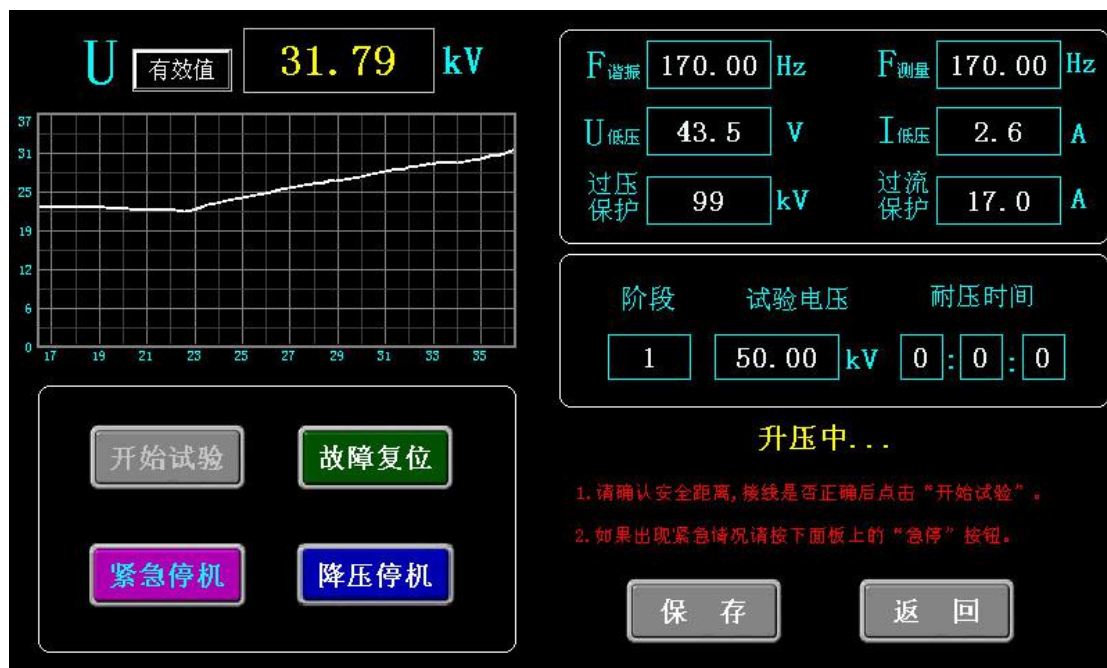 U 有效值 31.79 kV
37
31
25
19
12
6
0
17 19 21 23 25 27 29 31 33 35
开始试验 故障复位
紧急停机 降压停机
F谐振 170.00 Hz F测量 170.00 Hz
U低压 43.5 V I低压 2.6 A
过压保护 99 kV 过流保护 17.0 A
阶段 试验电压 耐压时间
1 50.00 kV 0:0:0
升压中...
1.请确认安全距离,接线是否正确后点击“开始试验”。
2.如果出现紧急情况请按下面板上的“急停”按钮。
保 存 返 回